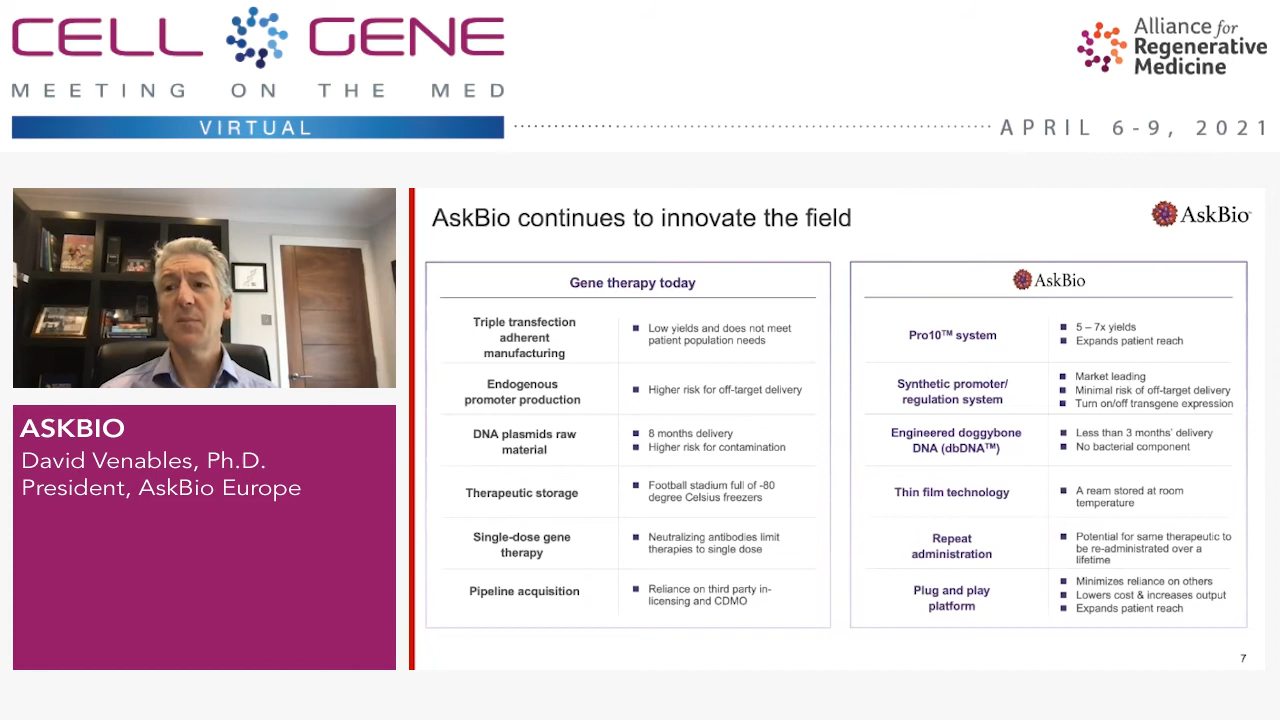 CELL GENE
MEETING ON THE MED
VIRTUAL
Alliance for
Regenerative
Medicine
APRIL 6-9, 2021
ASKBIO
David Venables, Ph.D.
President, AskBio Europe
AskBio continues to innovate the field
AskBio
Gene therapy today
Triple transfection
adherent
manufacturing
■ Low yields and does not meet
patient population needs
Endogenous
promoter production
■ Higher risk for off-target delivery
DNA plasmids raw
material
■ 8 months delivery
■ Higher risk for contamination
Therapeutic storage
■ Football stadium full of -80
degree Celsius freezers
Single-dose gene
therapy
■ Neutralizing antibodies limit
therapies to single dose
Pipeline acquisition
■ Reliance on third party in-
licensing and CDMO
AskBio
Pro10™ system
■ 5 – 7x yields
■ Expands patient reach
Synthetic promoter/
regulation system
■ Market leading
■ Minimal risk of off-target delivery
■ Turn on/off transgene expression
Engineered doggybone
DNA (dbDNA™)
■ Less than 3 months' delivery
■ No bacterial component
Thin film technology
■ A ream stored at room
temperature
Repeat
administration
■ Potential for same therapeutic to
be re-administrated over a
lifetime
Plug and play
platform
■ Minimizes reliance on others
■ Lowers cost & increases output
■ Expands patient reach
7